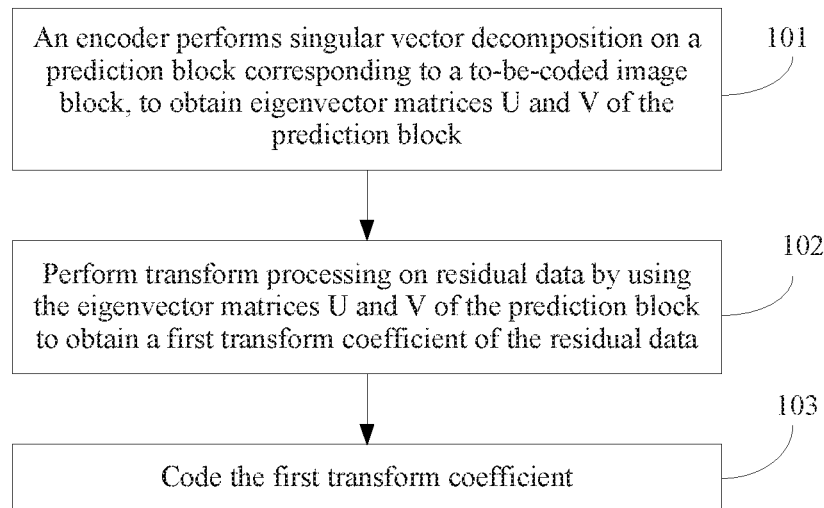 An encoder performs singular vector decomposition on a
prediction block corresponding to a to-be-coded image
block, to obtain eigenvector matrices U and V of the
prediction block
101
Perform transform processing on residual data by using
the eigenvector matrices U and V of the prediction block
to obtain a first transform coefficient of the residual data
102
Code the first transform coefficient
103